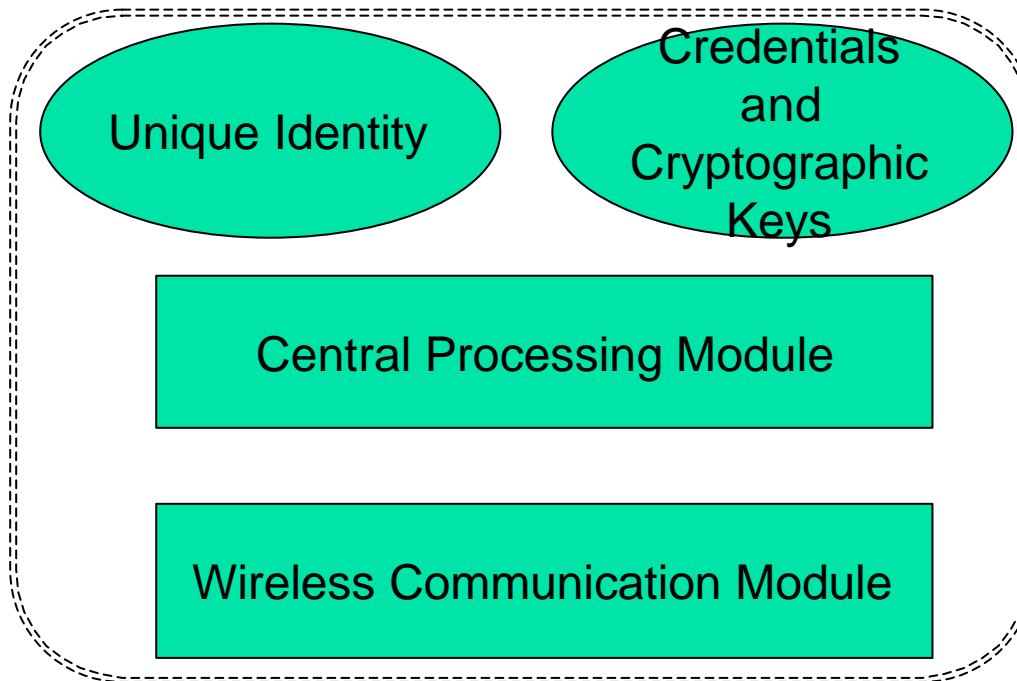 Unique Identity
Credentials
and
Cryptographic
Keys
Central Processing Module
Wireless Communication Module